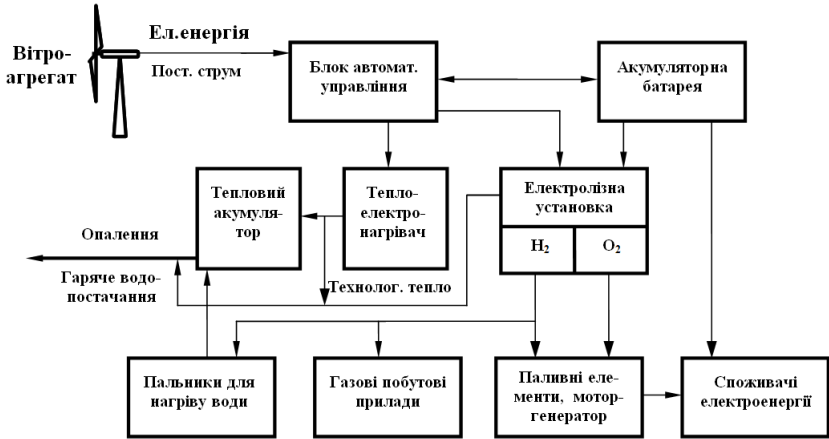 Ел.енергія
Вітро-
агрегат
Пост. струм
Блок автомат.
управління
Акумуляторна
батарея
Тепловий
акумуля-
тор
Тепло-
електро-
нагрівач
Електролізна
установка
H₂
O₂
Опалення
Гаряче водо-
постачання
Технолог. тепло
Пальники для
нагріву води
Газові побутові
прилади
Паливні еле-
менти, мотор-
генератор
Споживачі
електроенергії